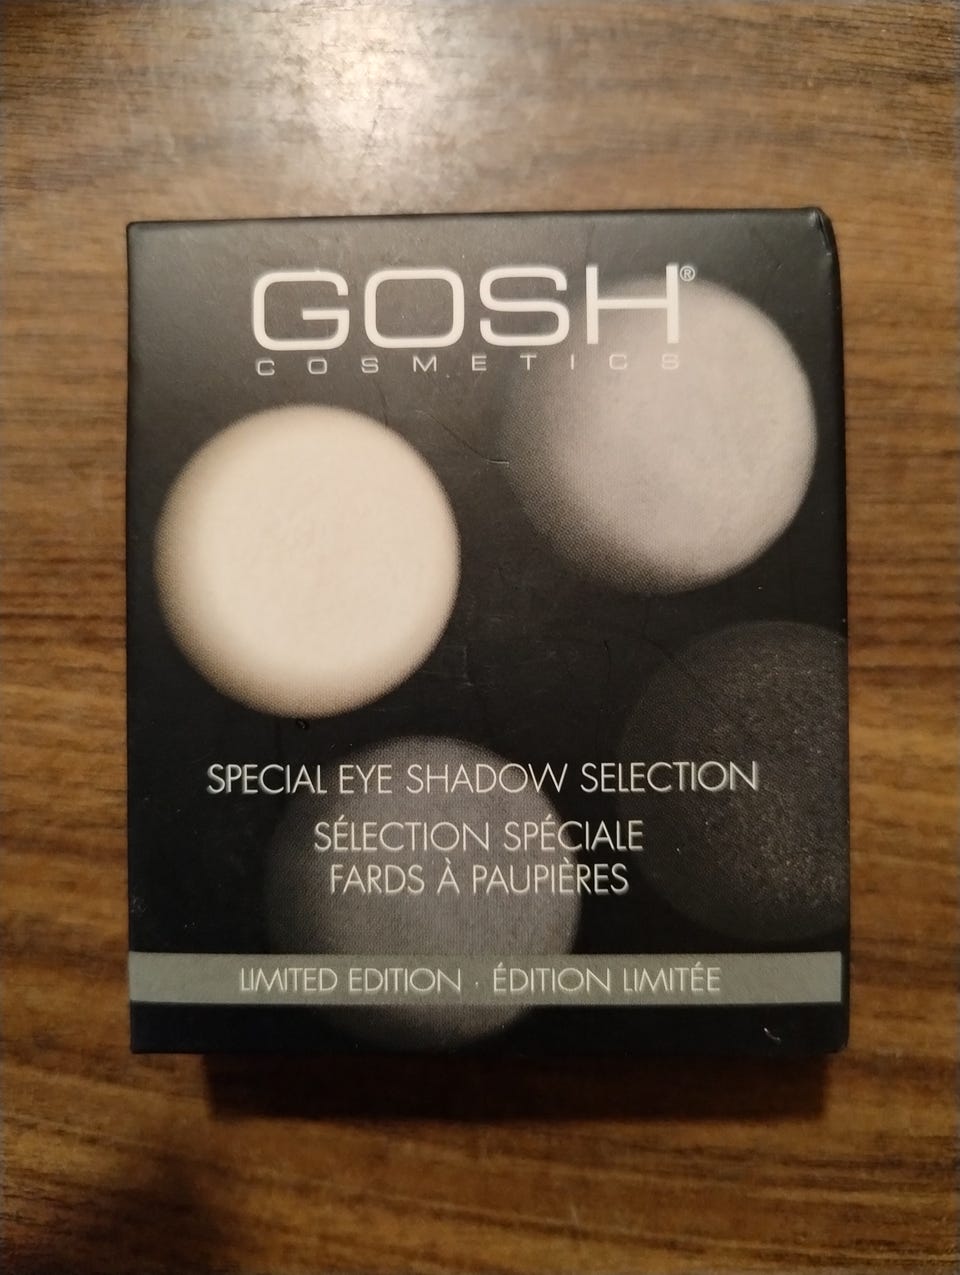 GOSH®
COSMETICS
SPECIAL EYE SHADOW SELECTION
SÉLECTION SPÉCIALE
FARDS À PAUPIÈRES
LIMITED EDITION · ÉDITION LIMITÉE